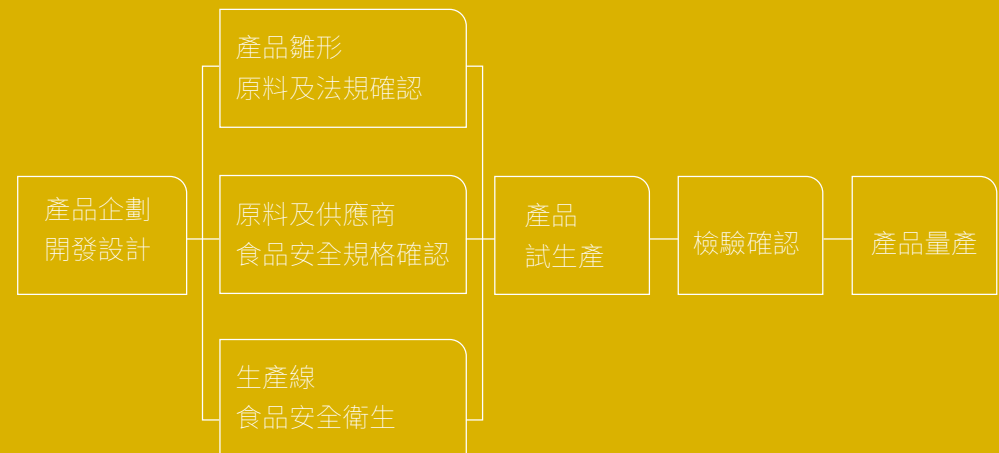 產品企劃
開發設計
產品雛形
原料及法規確認
原料及供應商
食品安全規格確認
生產線
食品安全衛生
產品
試生產
檢驗確認
產品量產